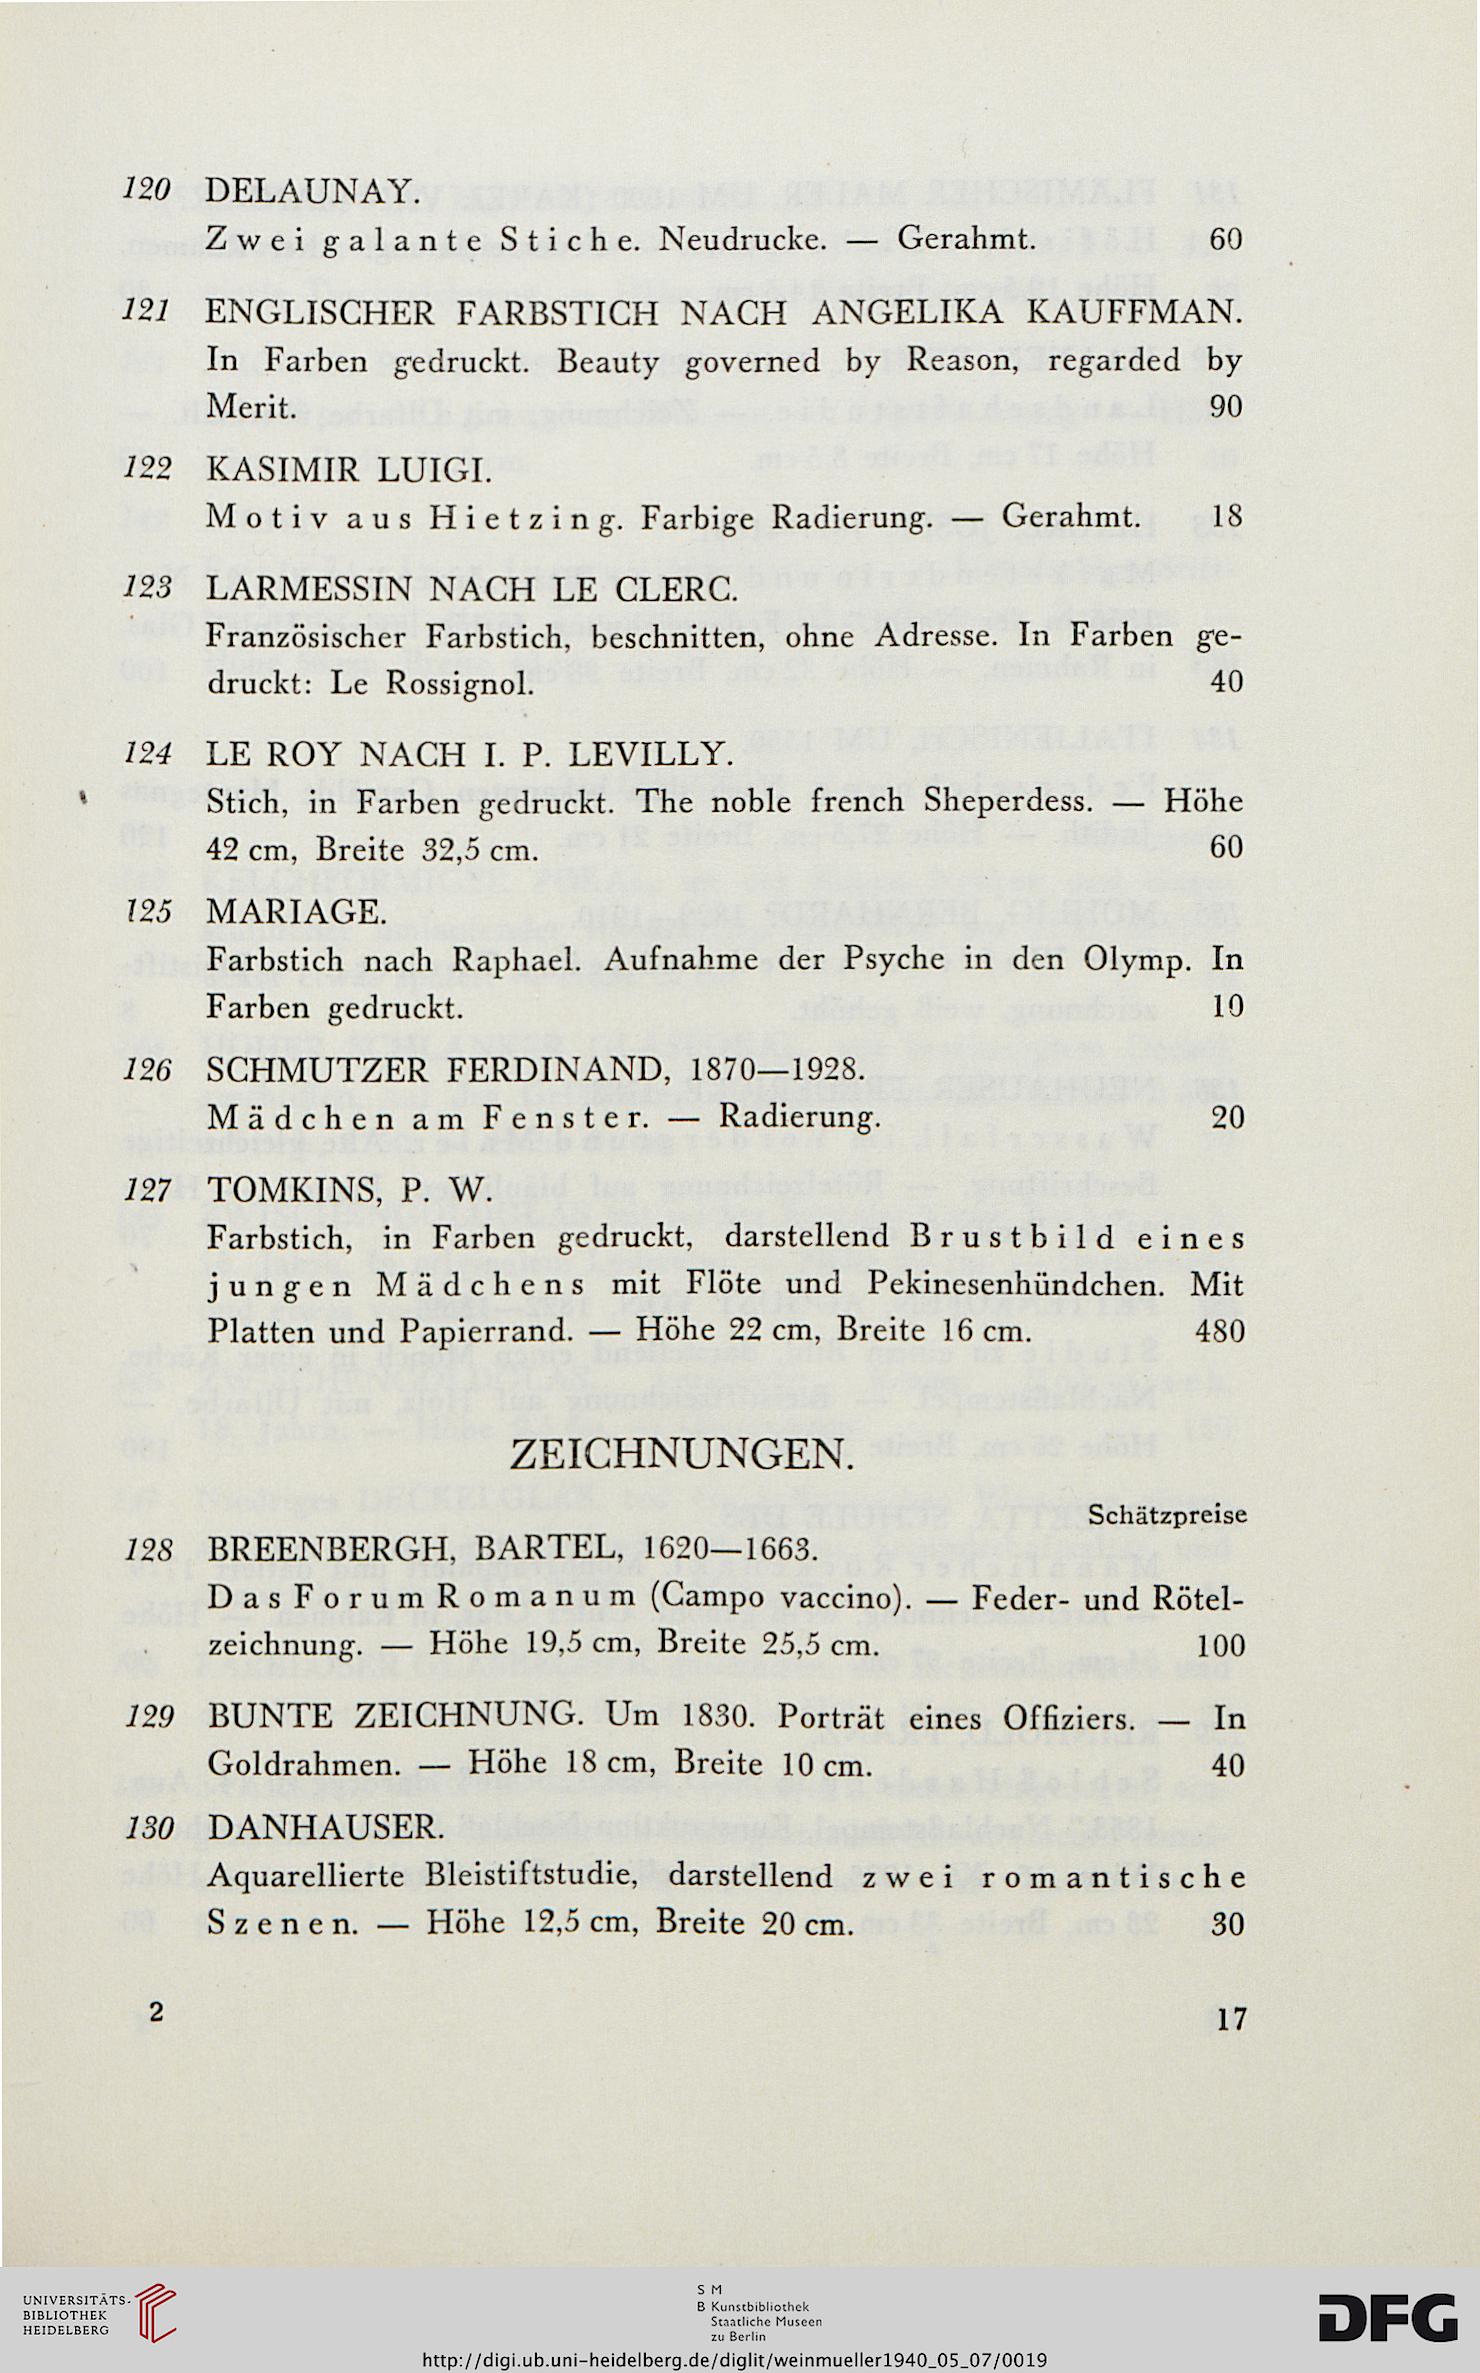 120 DELAUNAY.
Zwei galante Stiche. Neudrucke. — Gerahmt. 60
121 ENGLISCHER FARBSTICH NACH ANGELIKA KAUFFMAN.
In Farben gedruckt. Beauty governed by Reason, regarded by
Merit. 90
122 KASIMIR LUIGI.
Motiv aus Hietzing. Farbige Radierung. — Gerahmt. 18
123 LARMESSIN NACH LE CLERC.
Französischer Farbstich, beschnitten, ohne Adresse. In Farben ge-
druckt: Le Rossignol. 40
124 LE ROY NACH I. P. LEVILLY.
Stich, in Farben gedruckt. The noble french Sheperdess. — Höhe
42 cm, Breite 32,5 cm. 60
125 MARIAGE.
Farbstich nach Raphael. Aufnahme der Psyche in den Olymp. In
Farben gedruckt. 10
126 SCHMUTZER FERDINAND, 1870—1928.
Mädchen am Fenster. — Radierung. 20
127 TOMKINS, P. W.
Farbstich, in Farben gedruckt, darstellend Brustbild eines
jungen Mädchens mit Flöte und Pekinesenhündchen. Mit
Platten und Papierrand. — Höhe 22 cm, Breite 16 cm. 480
ZEICHNUNGEN.
Schätzpreise
128 BREENBERGH, BARTEL, 1620—1663.
Das Forum Romanum (Campo vaccino). — Feder- und Rötel-
zeichnung. — Höhe 19,5 cm, Breite 25,5 cm. 100
129 BUNTE ZEICHNUNG. Um 1830. Porträt eines Offiziers. — In
Goldrahmen. — Höhe 18 cm, Breite 10 cm. 40
130 DANHAUSER.
Aquarellierte Bleistiftstudie, darstellend zwei romantische
Szenen. — Höhe 12,5 cm, Breite 20 cm. 30
2 17
UNIVERSITÄTS-
BIBLIOTHEK
HEIDELBERG
S M
B Kunstbibliothek
Staatliche Museen
zu Berlin
DFG
http://digi.ub.uni-heidelberg.de/diglit/weinmueller1940_05_07/0019